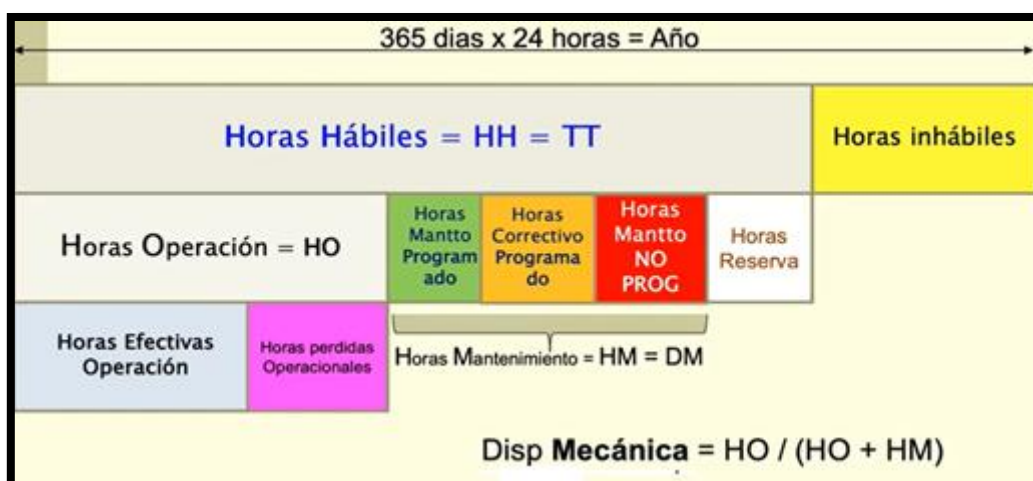 365 dias x 24 horas = Año
Horas Hábiles = HH = TT
Horas inhábiles
Horas Operación = HO
Horas
Mantto
Program
ado
Horas
Correctivo
Programa
do
Horas
Mantto
NO
PROG
Horas
Reserva
Horas Efectivas
Operación
Horas perdidas
Operacionales
Horas Mantenimiento = HM = DM
Disp Mecánica = HO / (HO + HM)